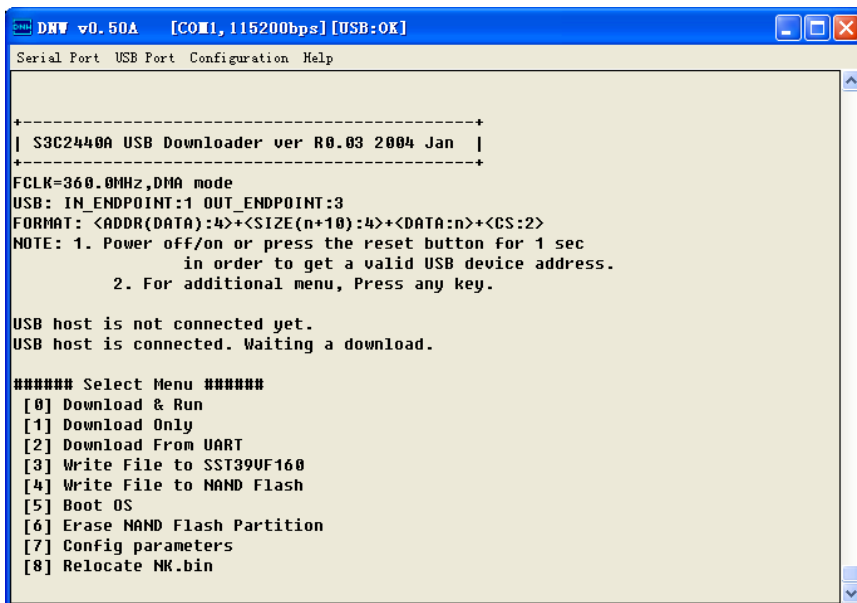 DNW v0.50A [COM1,115200bps][USB:OK]
Serial Port USB Port Configuration Help
+---------------------------------------------+
| S3C2440A USB Downloader ver R0.03 2004 Jan |
+---------------------------------------------+
FCLK=360.0MHz,DMA mode
USB: IN_ENDPOINT:1 OUT_ENDPOINT:3
FORMAT: <ADDR(DATA):4>+<SIZE(n+10):4>+<DATA:n>+<CS:2>
NOTE: 1. Power off/on or press the reset button for 1 sec
in order to get a valid USB device address.
2. For additional menu, Press any key.
USB host is not connected yet.
USB host is connected. Waiting a download.
###### Select Menu ######
[0] Download & Run
[1] Download Only
[2] Download From UART
[3] Write File to SST39VF160
[4] Write File to NAND Flash
[5] Boot OS
[6] Erase NAND Flash Partition
[7] Config parameters
[8] Relocate NK.bin